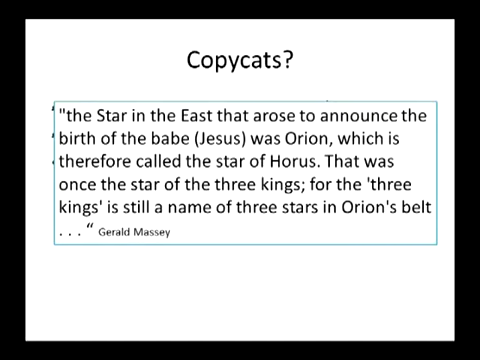 Copycats?
"the Star in the East that arose to announce the
birth of the babe (Jesus) was Orion, which is
therefore called the star of Horus. That was
once the star of the three kings; for the 'three
kings' is still a name of three stars in Orion's belt
. . . “ Gerald Massey